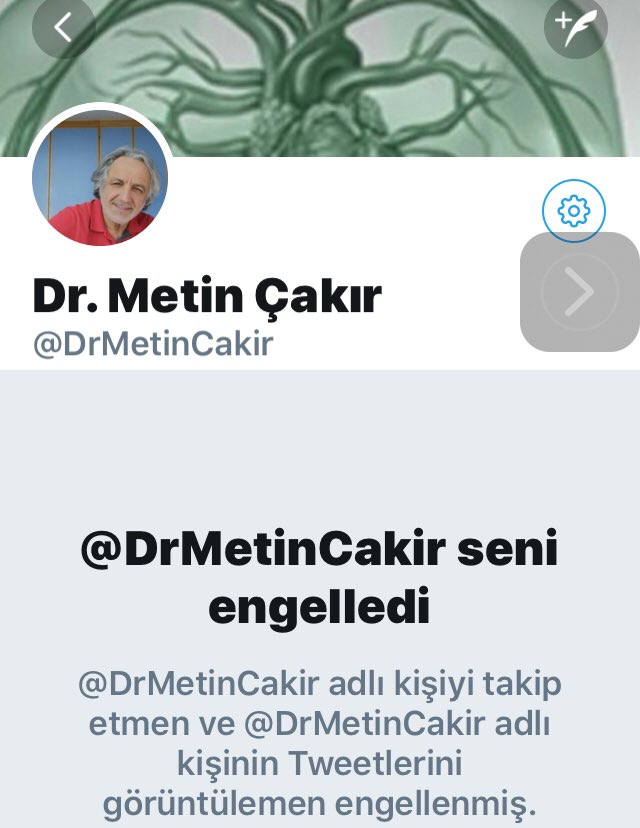 Dr. Metin Çakır
@DrMetinCakir
@DrMetinCakir seni
engelledi
@DrMetinCakir adlı kişiyi takip
etmen ve @DrMetinCakir adlı
kişinin Tweetlerini
görüntülemen engellenmiş.